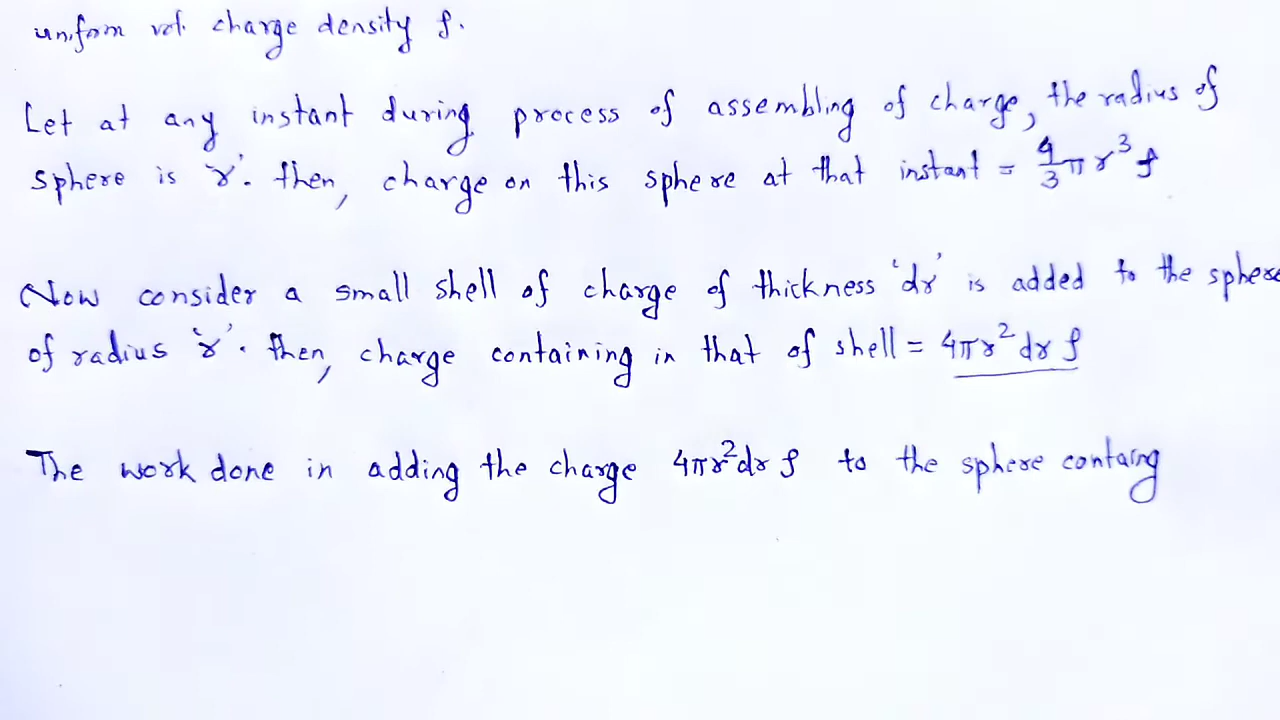 uniform vol. charge density ρ.
Let at any instant during process of assembling of charge, the radius of
sphere is 'r'. then, charge on this sphere at that instant = 4/3 π r³ ρ
Now consider a small shell of charge of thickness 'dr' is added to the sphere
of radius 'r'. then, charge containing in that of shell = 4πr² dr ρ
The work done in adding the charge 4πr² dr ρ to the sphere containg